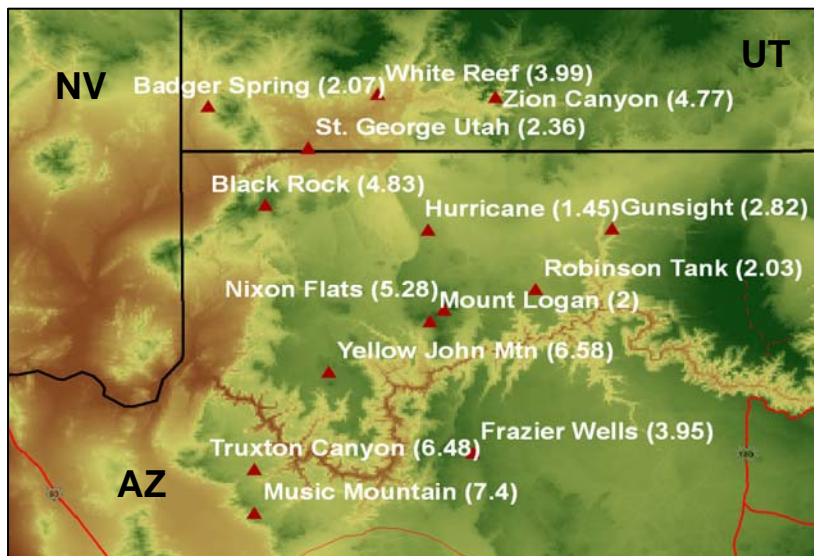 UT
NV
White Reef (3.99)
Badger Spring (2.07)
Zion Canyon (4.77)
St. George Utah (2.36)
Black Rock (4.83)
Hurricane (1.45)
Gunsight (2.82)
Robinson Tank (2.03)
Nixon Flats (5.28)
Mount Logan (2)
Yellow John Mtn (6.58)
Frazier Wells (3.95)
Truxton Canyon (6.48)
AZ
Music Mountain (7.4)